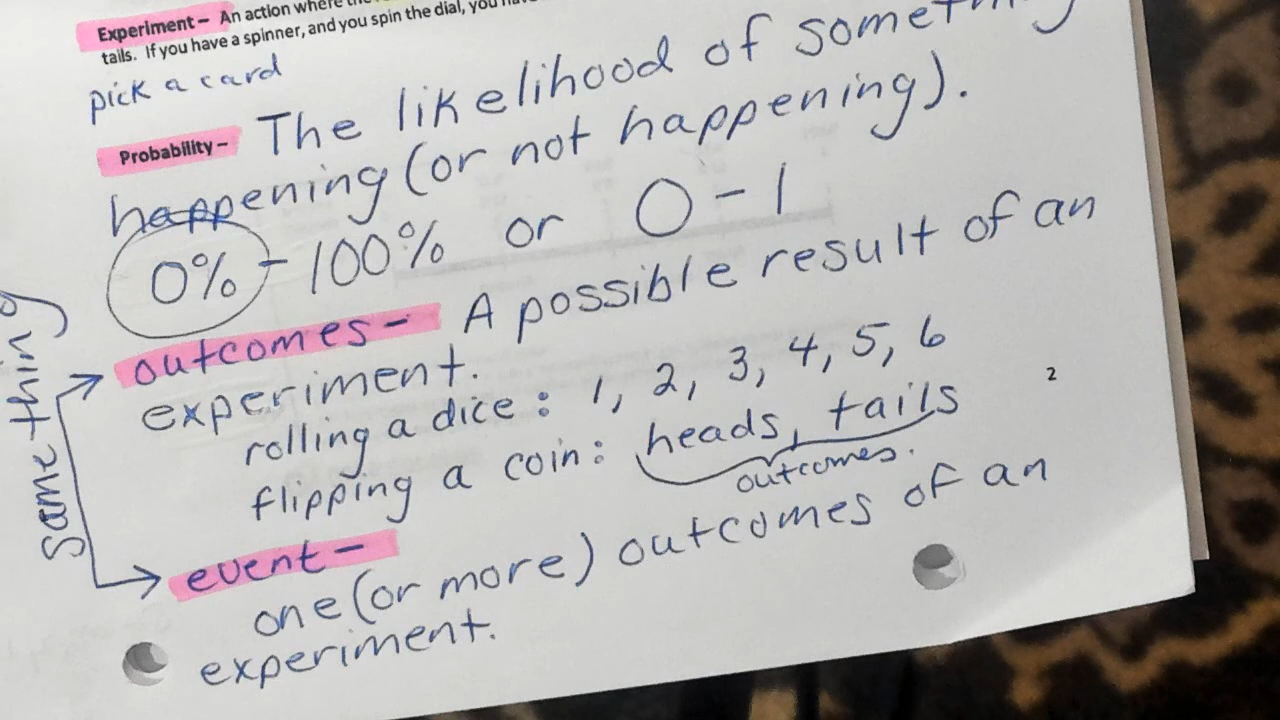 Experiment – An action where
tails. If you have a spinner, and you spin the dial, you
pick a card
Probability – The likelihood of
happening (or not happening).
0% - 100% or 0 - 1
outcomes - A possible result of an
experiment.
rolling a dice: 1, 2, 3, 4, 5, 6
flipping a coin: heads, tails
outcomes.
same thing
event -
one (or more) outcomes of an
experiment.
2